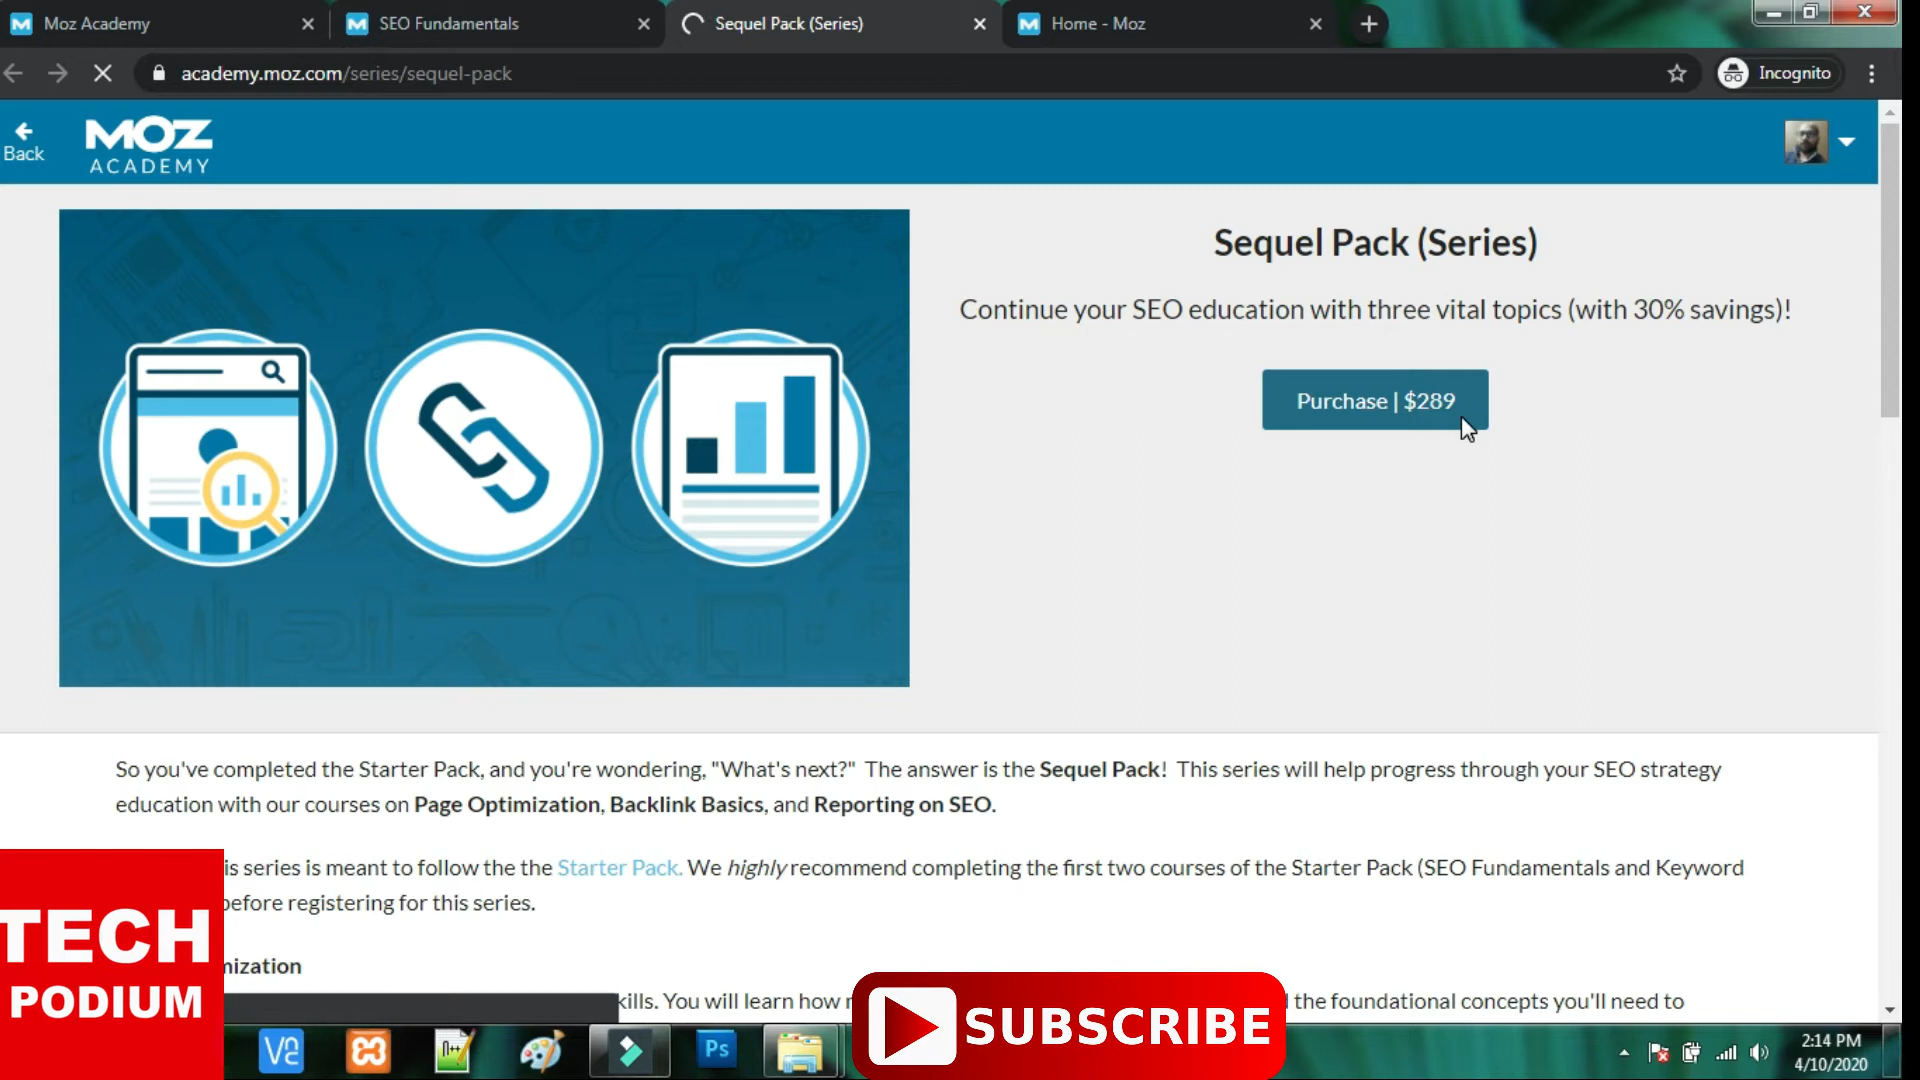 Moz Academy
SEO Fundamentals
Sequel Pack (Series)
Home - Moz
academy.moz.com/series/sequel-pack
Incognito
Back
MOZ
ACADEMY
Sequel Pack (Series)
Continue your SEO education with three vital topics (with 30% savings)!
Purchase | $289
So you've completed the Starter Pack, and you're wondering, "What's next?" The answer is the Sequel Pack! This series will help progress through your SEO strategy
education with our courses on Page Optimization, Backlink Basics, and Reporting on SEO.
is series is meant to follow the the Starter Pack. We highly recommend completing the first two courses of the Starter Pack (SEO Fundamentals and Keyword
before registering for this series.
mization
kills. You will learn how
the foundational concepts you'll need to
TECH
PODIUM
SUBSCRIBE
Ps
2:14 PM
4/10/2020